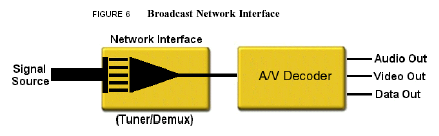 FIGURE 6 Broadcast Network Interface
Network Interface
Signal
Source
A/V Decoder
Audio Out
Video Out
Data Out
(Tuner/Demux)